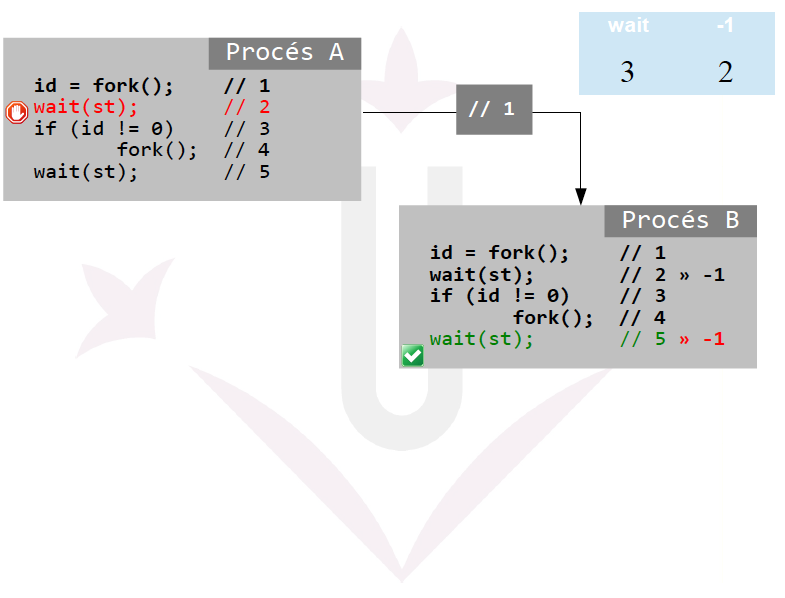 wait -1
3 2
Procés A
id = fork(); // 1
wait(st); // 2
if (id != 0) // 3
fork(); // 4
wait(st); // 5
// 1
Procés B
id = fork(); // 1
wait(st); // 2 » -1
if (id != 0) // 3
fork(); // 4
wait(st); // 5 » -1